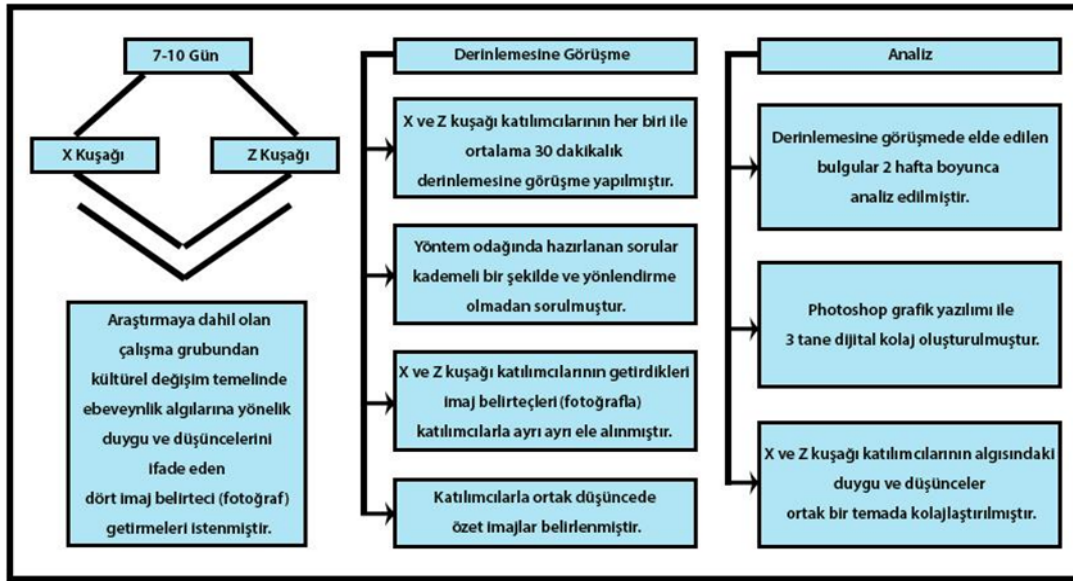 7-10 Gün
X Kuşağı
Z Kuşağı
Araştırmaya dahil olan
çalışma grubundan
kültürel değişim temelinde
ebeveynlik algılarına yönelik
duygu ve düşüncelerini
ifade eden
dört imaj belirteci (fotoğraf)
getirmeleri istenmiştir.
Derinlemesine Görüşme
X ve Z kuşağı katılımcılarının her biri ile
ortalama 30 dakikalık
derinlemesine görüşme yapılmıştır.
Yöntem odağında hazırlanan sorular
kademeli bir şekilde ve yönlendirme
olmadan sorulmuştur.
X ve Z kuşağı katılımcılarının getirdikleri
imaj belirteçleri (fotoğrafla)
katılımcılarla ayrı ayrı ele alınmıştır.
Katılımcılarla ortak düşüncede
özet imajlar belirlenmiştir.
Analiz
Derinlemesine görüşmede elde edilen
bulgular 2 hafta boyunca
analiz edilmiştir.
Photoshop grafik yazılımı ile
3 tane dijital kolaj oluşturulmuştur.
X ve Z kuşağı katılımcılarının algısındaki
duygu ve düşünceler
ortak bir temada kolajlaştırılmıştır.